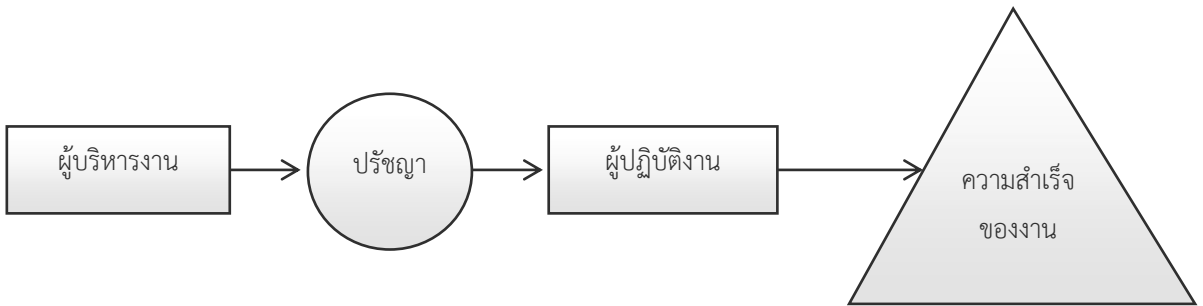 ผู้บริหารงาน
ปรัชญา
ผู้ปฏิบัติงาน
ความสำเร็จ
ของงาน